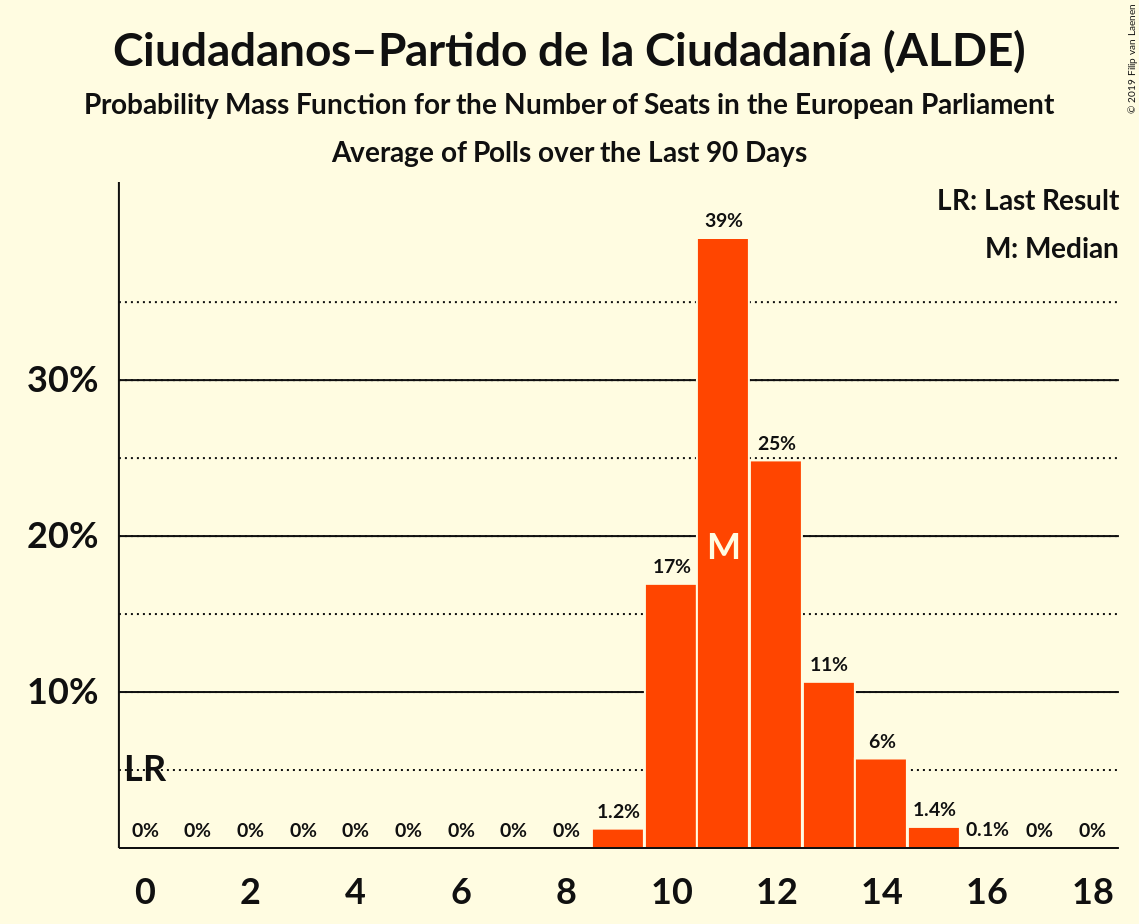 Ciudadanos–Partido de la Ciudadanía (ALDE)
Probability Mass Function for the Number of Seats in the European Parliament
Average of Polls over the Last 90 Days
© 2019 Filip van Laenen
LR: Last Result
M: Median
39%
30%
25%
20%
M
17%
11%
10%
6%
LR
0% 0% 0% 0% 0% 0% 0% 0% 0% 1.2% 1.4% 0.1% 0% 0%
0 2 4 6 8 10 12 14 16 18